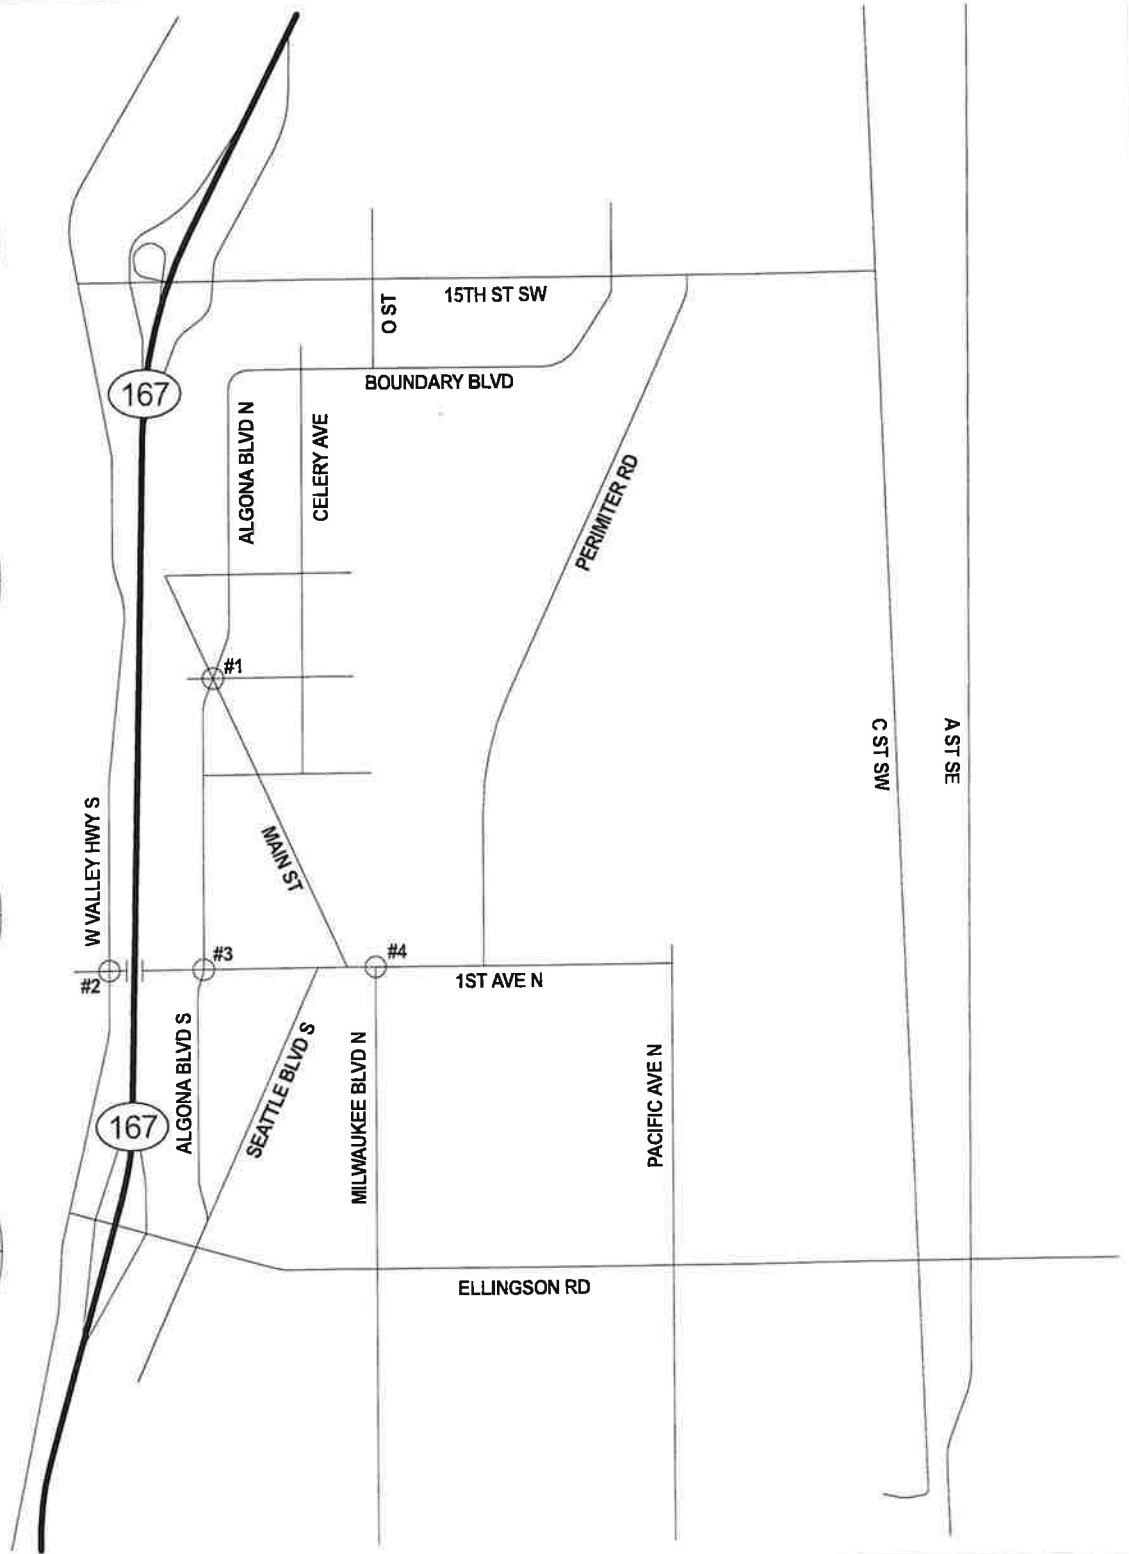 15TH ST SW
O ST
BOUNDARY BLVD
167
ALGONA BLVD N
CELERY AVE
PERIMITER RD
#1
C ST SW
A ST SE
W VALLEY HWY S
MAIN ST
#3
#4
#2
1ST AVE N
ALGONA BLVD S
SEATTLE BLVD S
MILWAUKEE BLVD N
PACIFIC AVE N
167
ELLINGSON RD